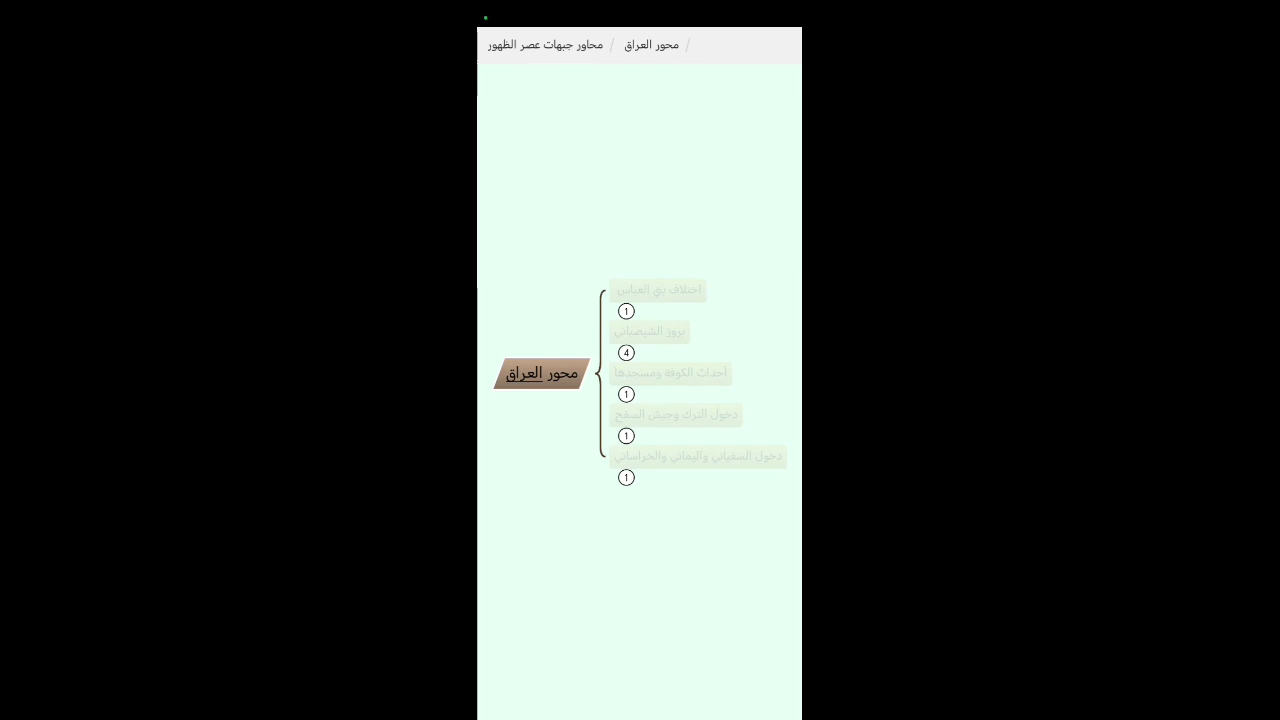 محاور جبهات عصر الظهور / محور العراق /
اختلاف بني العباس
1
بروز الشيصباني
4
أحداث الكوفة ومسجدها
1
محور العراق
دخول الترك وجيش السفح
1
دخول السفياني واليماني والخراساني
1